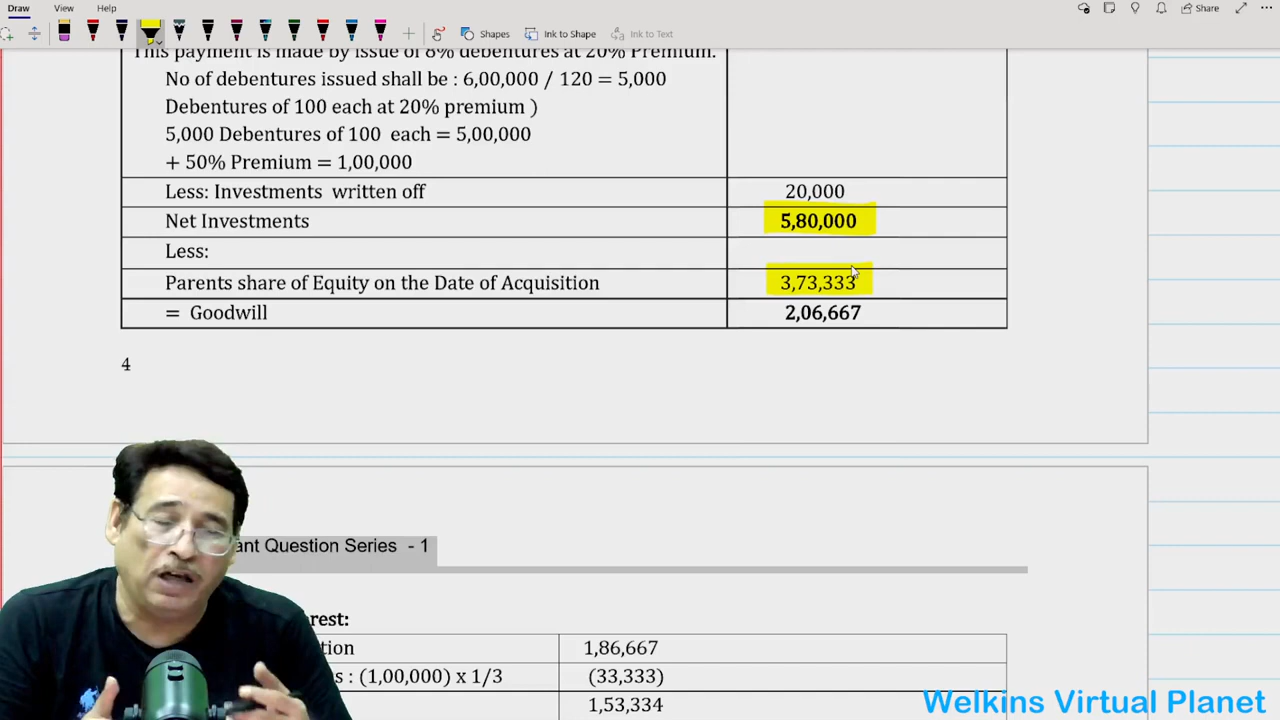 Draw View Help
Share
Shapes Ink to Shape Ink to Text
This payment is made by issue of 8% debentures at 20% Premium.
No of debentures issued shall be : 6,00,000 / 120 = 5,000
Debentures of 100 each at 20% premium )
5,000 Debentures of 100 each = 5,00,000
+ 50% Premium = 1,00,000
Less: Investments written off 20,000
Net Investments 5,80,000
Less:
Parents share of Equity on the Date of Acquisition 3,73,333
= Goodwill 2,06,667
4
Question Series - 1
1,86,667
: (1,00,000) x 1/3 (33,333)
1,53,334
Welkins Virtual Planet